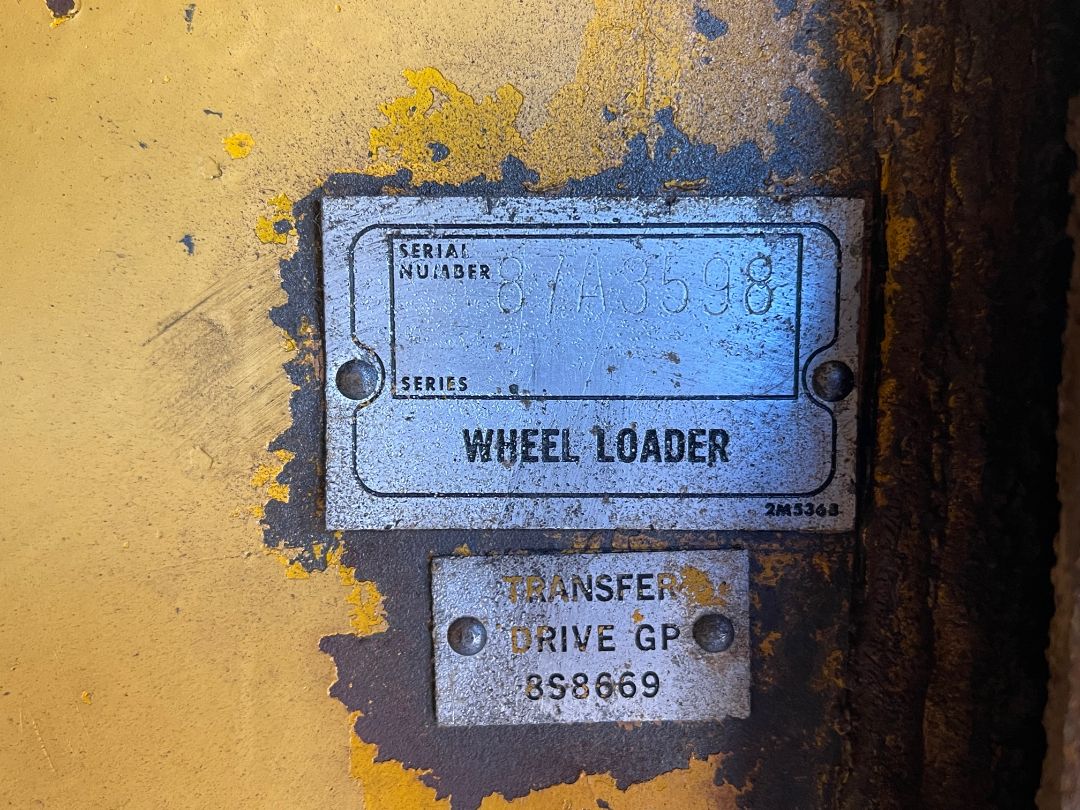 SERIAL
NUMBER 87A3598
SERIES
WHEEL LOADER
2M5368
TRANSFER
DRIVE GP
8S8669